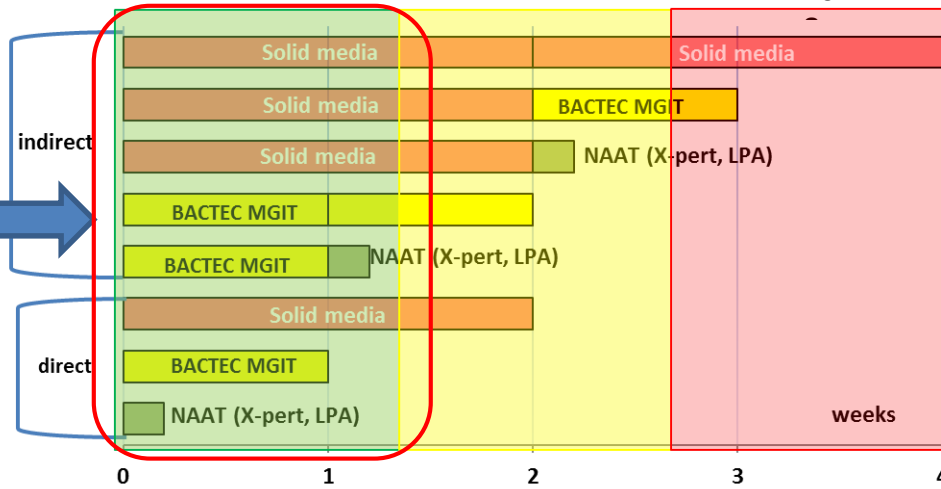 Solid media Solid media
Solid media BACTEC MGIT
indirect
Solid media NAAT (X-pert, LPA)
BACTEC MGIT
BACTEC MGIT NAAT (X-pert, LPA)
Solid media
direct
BACTEC MGIT
NAAT (X-pert, LPA)
weeks
0 1 2 3 4